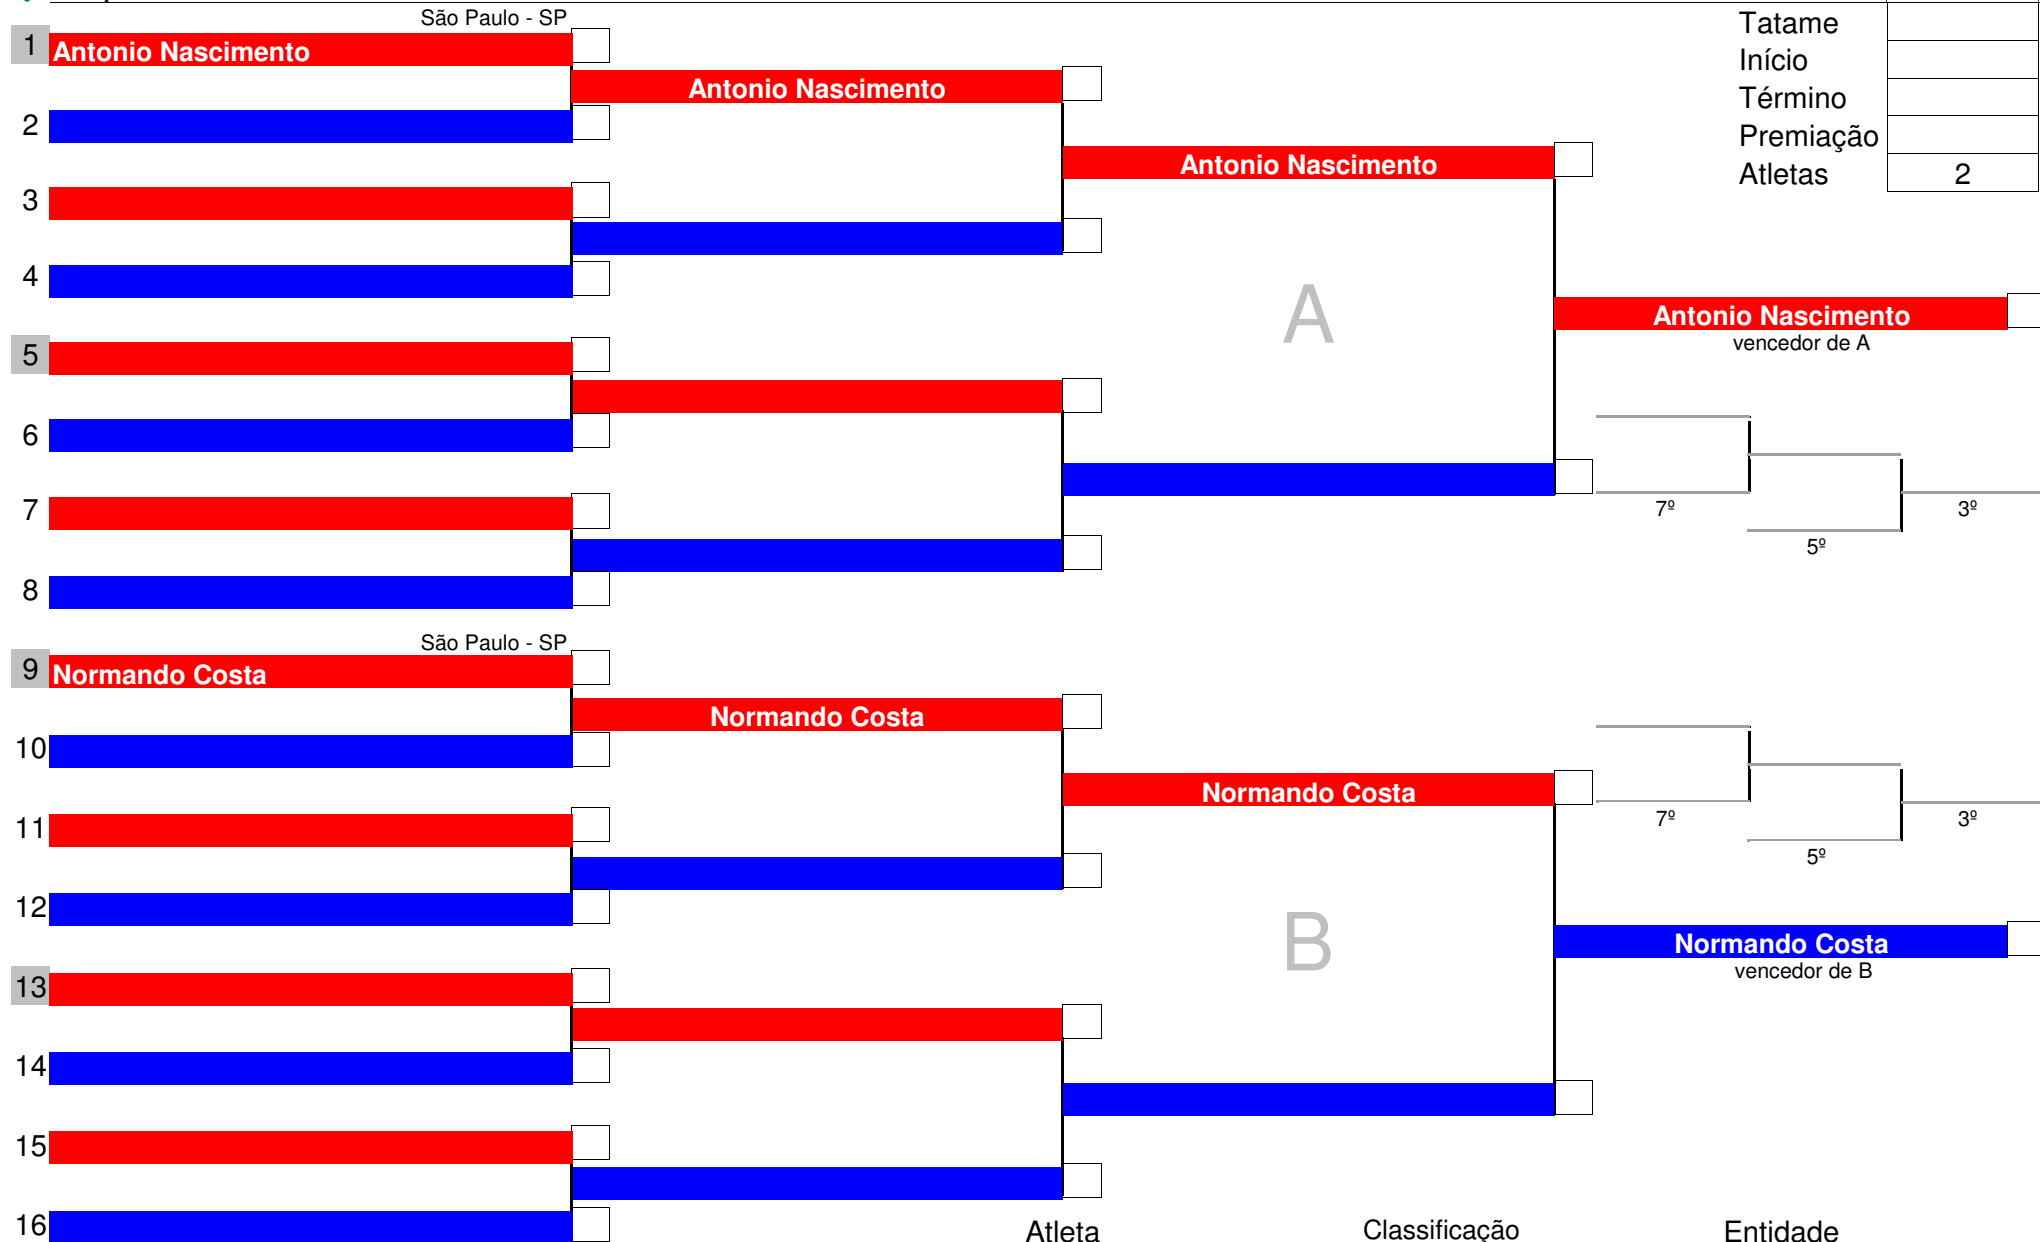 São Paulo - SP
Tatame
1 Antonio Nascimento
Início
Antonio Nascimento
Término
2
Premiação
Antonio Nascimento
Atletas 2
3
4
A
Antonio Nascimento
vencedor de A
5
6
7
7º 3º
5º
8
São Paulo - SP
9 Normando Costa
Normando Costa
10
Normando Costa
11
7º 3º
5º
12
B
Normando Costa
vencedor de B
13
14
15
16
Atleta Classificação Entidade